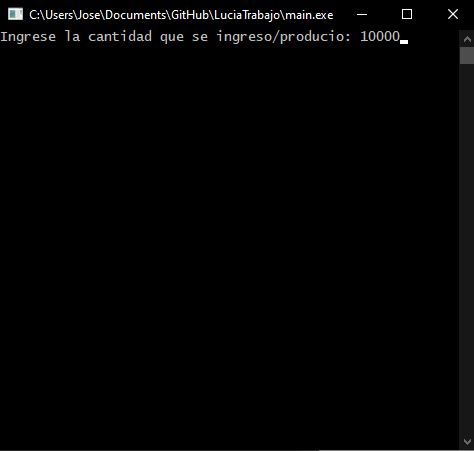 C:\Users\Jose\Documents\GitHub\LuciaTrabajo\main.exe
Ingrese la cantidad que se ingreso/producio: 10000